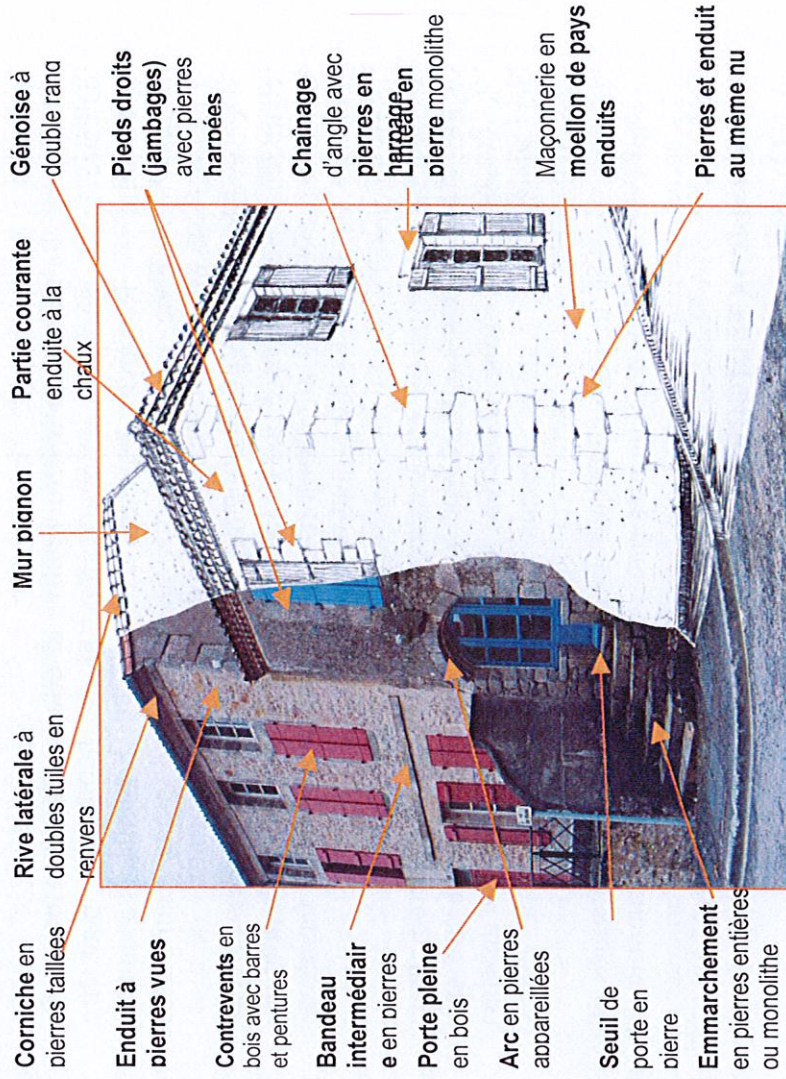 Corniche en
pierres taillées
Rive latérale à
doubles tuiles en
renvers
Mur pignon
Partie courante
enduite à la
chaux
Génoise à
double rang
Enduit à
pierres vues
Contrevents en
bois avec barres
et pentures
Bandeau
intermédiair
e en pierres
Porte pleine
en bois
Arc en pierres
appareillées
Seuil de
porte en
pierre
Emmarchement
en pierres entières
ou monolithe
Pieds droits
(jambages)
avec pierres
harpées
Chaînage
d'angle avec
pierres en
harpage
Linteau en
pierre monolithe
Maçonnerie en
moellon de pays
enduits
Pierres et enduit
au même nu